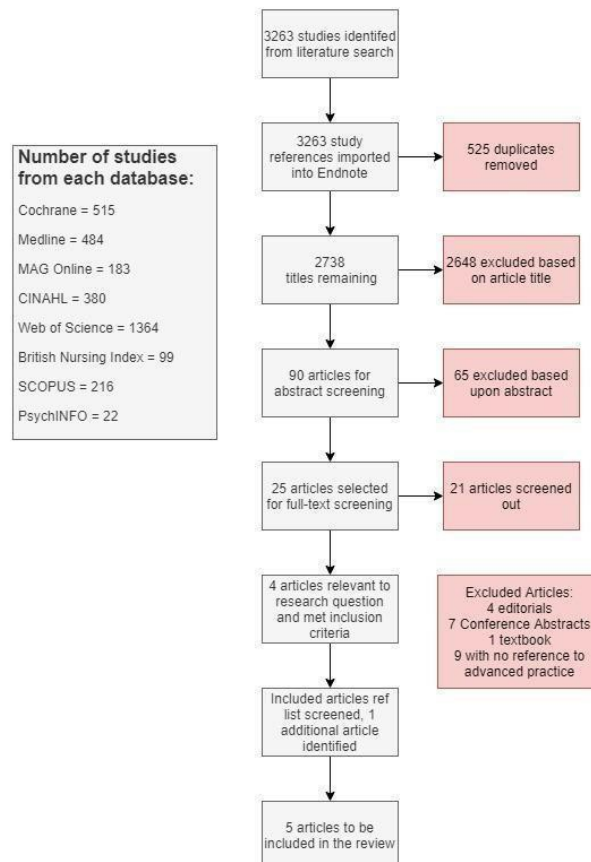 3263 studies identifed
from literature search
3263 study
references imported
into Endnote
525 duplicates
removed
Number of studies
from each database:
Cochrane = 515
Medline = 484
MAG Online = 183
CINAHL = 380
Web of Science = 1364
British Nursing Index = 99
SCOPUS = 216
PsychINFO = 22
2738
titles remaining
2648 excluded based
on article title
90 articles for
abstract screening
65 excluded based
upon abstract
25 articles selected
for full-text screening
21 articles screened
out
4 articles relevant to
research question
and met inclusion
criteria
Excluded Articles:
4 editorials
7 Conference Abstracts
1 textbook
9 with no reference to
advanced practice
Included articles ref
list screened, 1
additional article
identified
5 articles to be
included in the review